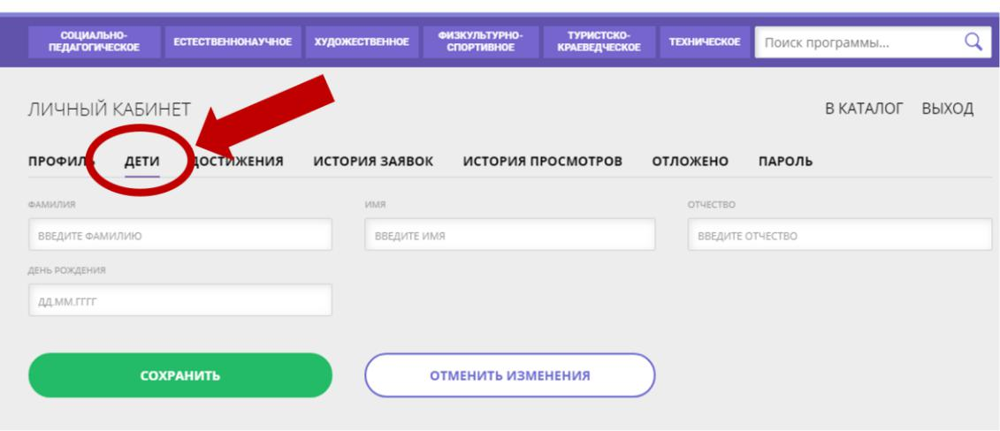 СОЦИАЛЬНО-
ПЕДАГОГИЧЕСКОЕ
ЕСТЕСТВЕННОНАУЧНОЕ
ХУДОЖЕСТВЕННОЕ
ФИЗКУЛЬТУРНО-
СПОРТИВНОЕ
ТУРИСТСКО-
КРАЕВЕДЧЕСКОЕ
ТЕХНИЧЕСКОЕ
Поиск программы...
ЛИЧНЫЙ КАБИНЕТ
В КАТАЛОГ ВЫХОД
ПРОФИЛЬ ДЕТИ ДОСТИЖЕНИЯ ИСТОРИЯ ЗАЯВОК ИСТОРИЯ ПРОСМОТРОВ ОТЛОЖЕНО ПАРОЛЬ
ФАМИЛИЯ ИМЯ ОТЧЕСТВО
ВВЕДИТЕ ФАМИЛИЮ ВВЕДИТЕ ИМЯ ВВЕДИТЕ ОТЧЕСТВО
ДЕНЬ РОЖДЕНИЯ
ДД.ММ.ГГГГ
СОХРАНИТЬ ОТМЕНИТЬ ИЗМЕНЕНИЯ